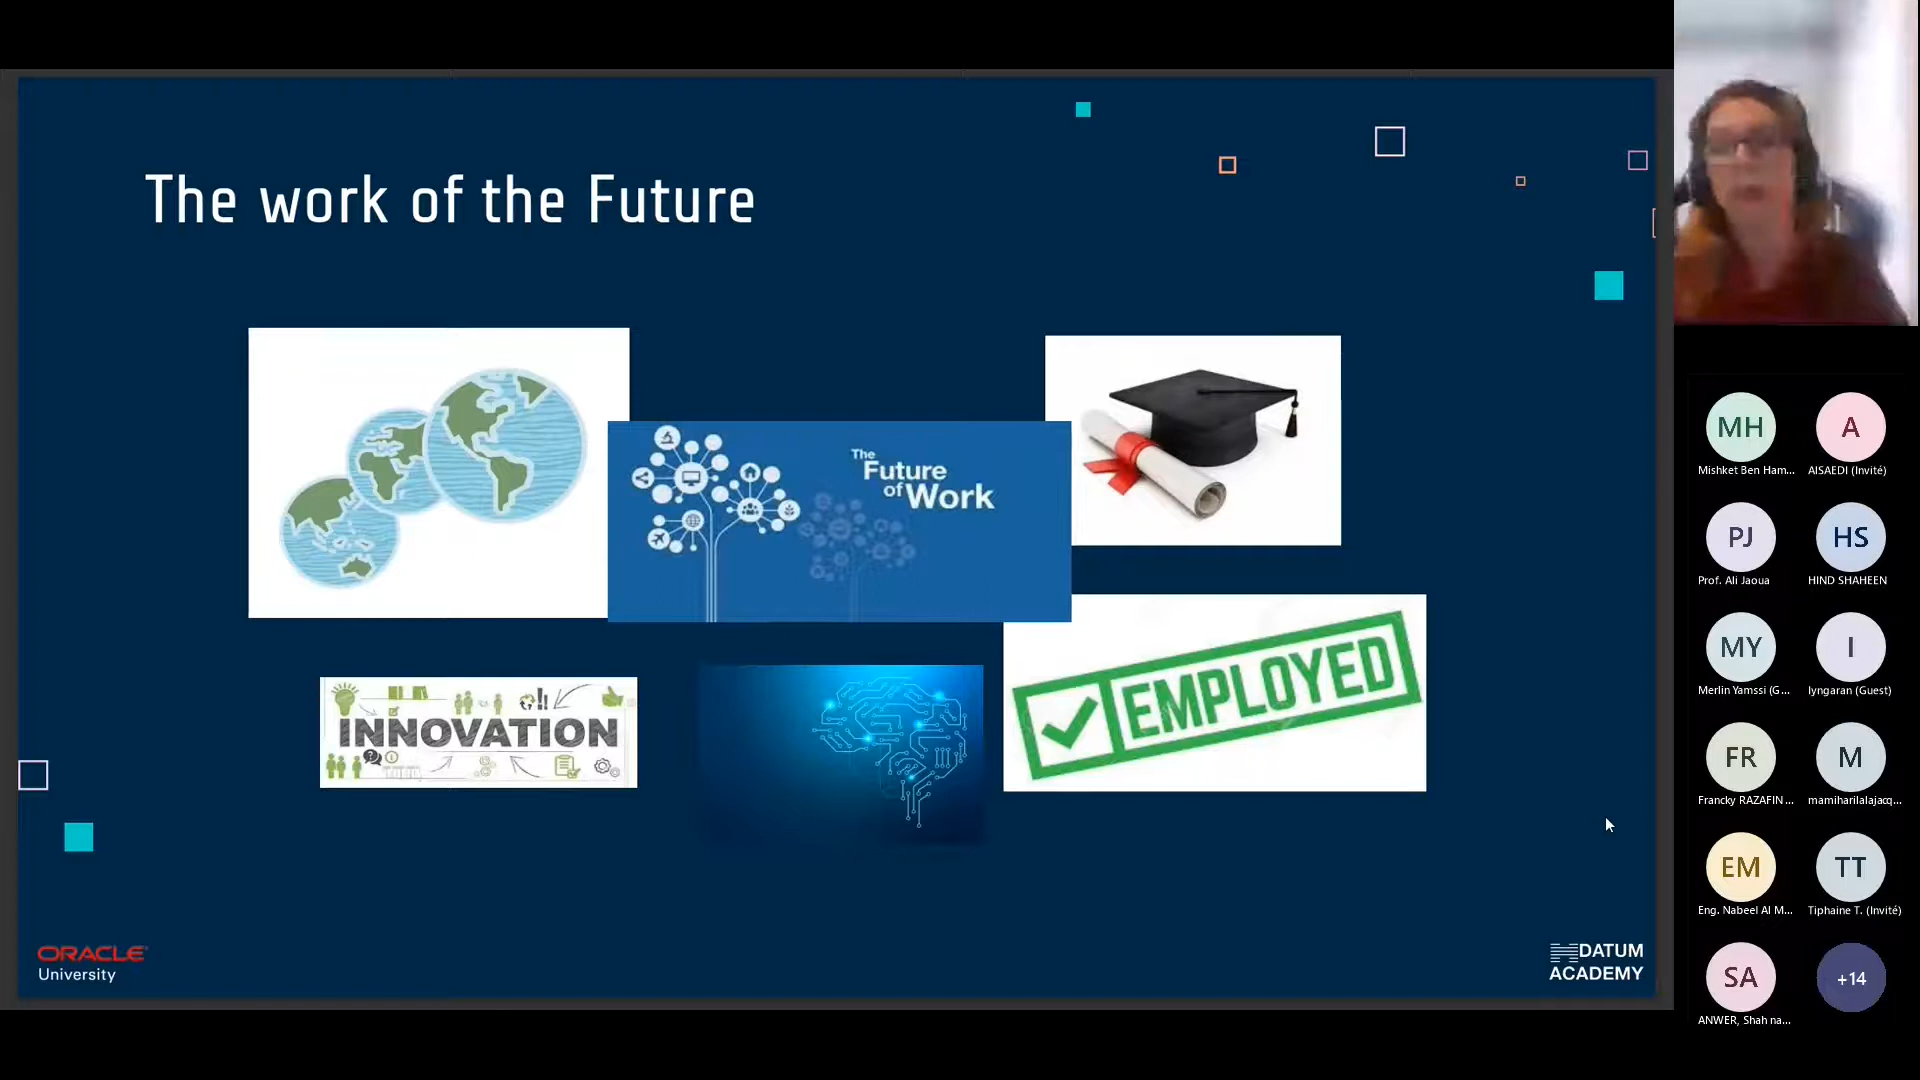 The work of the Future
The
Future
of Work
INNOVATION
EMPLOYED
ORACLE
University
DATUM
ACADEMY
MH
Mishket Ben Ham...
A
AISAEDI (Invité)
PJ
Prof. Ali Jaoua
HS
HIND SHAHEEN
MY
Merlin Yamssi (G...
I
Iyngaran (Guest)
FR
Francky RAZAFIN...
M
mamiharilalajacq...
EM
Eng. Nabeel Al M...
TT
Tiphaine T. (Invité)
SA
ANWER, Shah na...
+14